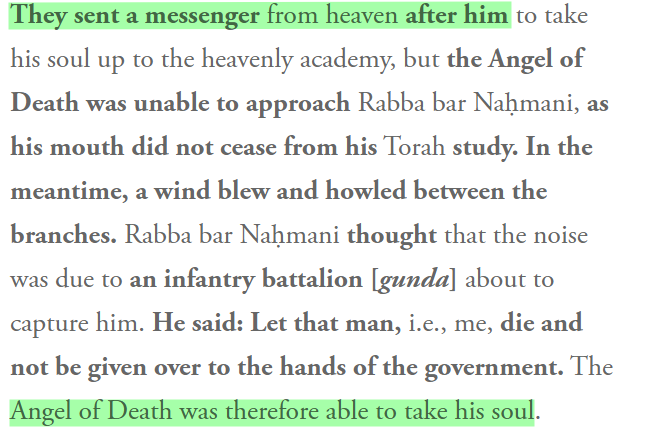 They sent a messenger from heaven after him to take
his soul up to the heavenly academy, but the Angel of
Death was unable to approach Rabba bar Naḥmani, as
his mouth did not cease from his Torah study. In the
meantime, a wind blew and howled between the
branches. Rabba bar Naḥmani thought that the noise
was due to an infantry battalion [gunda] about to
capture him. He said: Let that man, i.e., me, die and
not be given over to the hands of the government. The
Angel of Death was therefore able to take his soul.